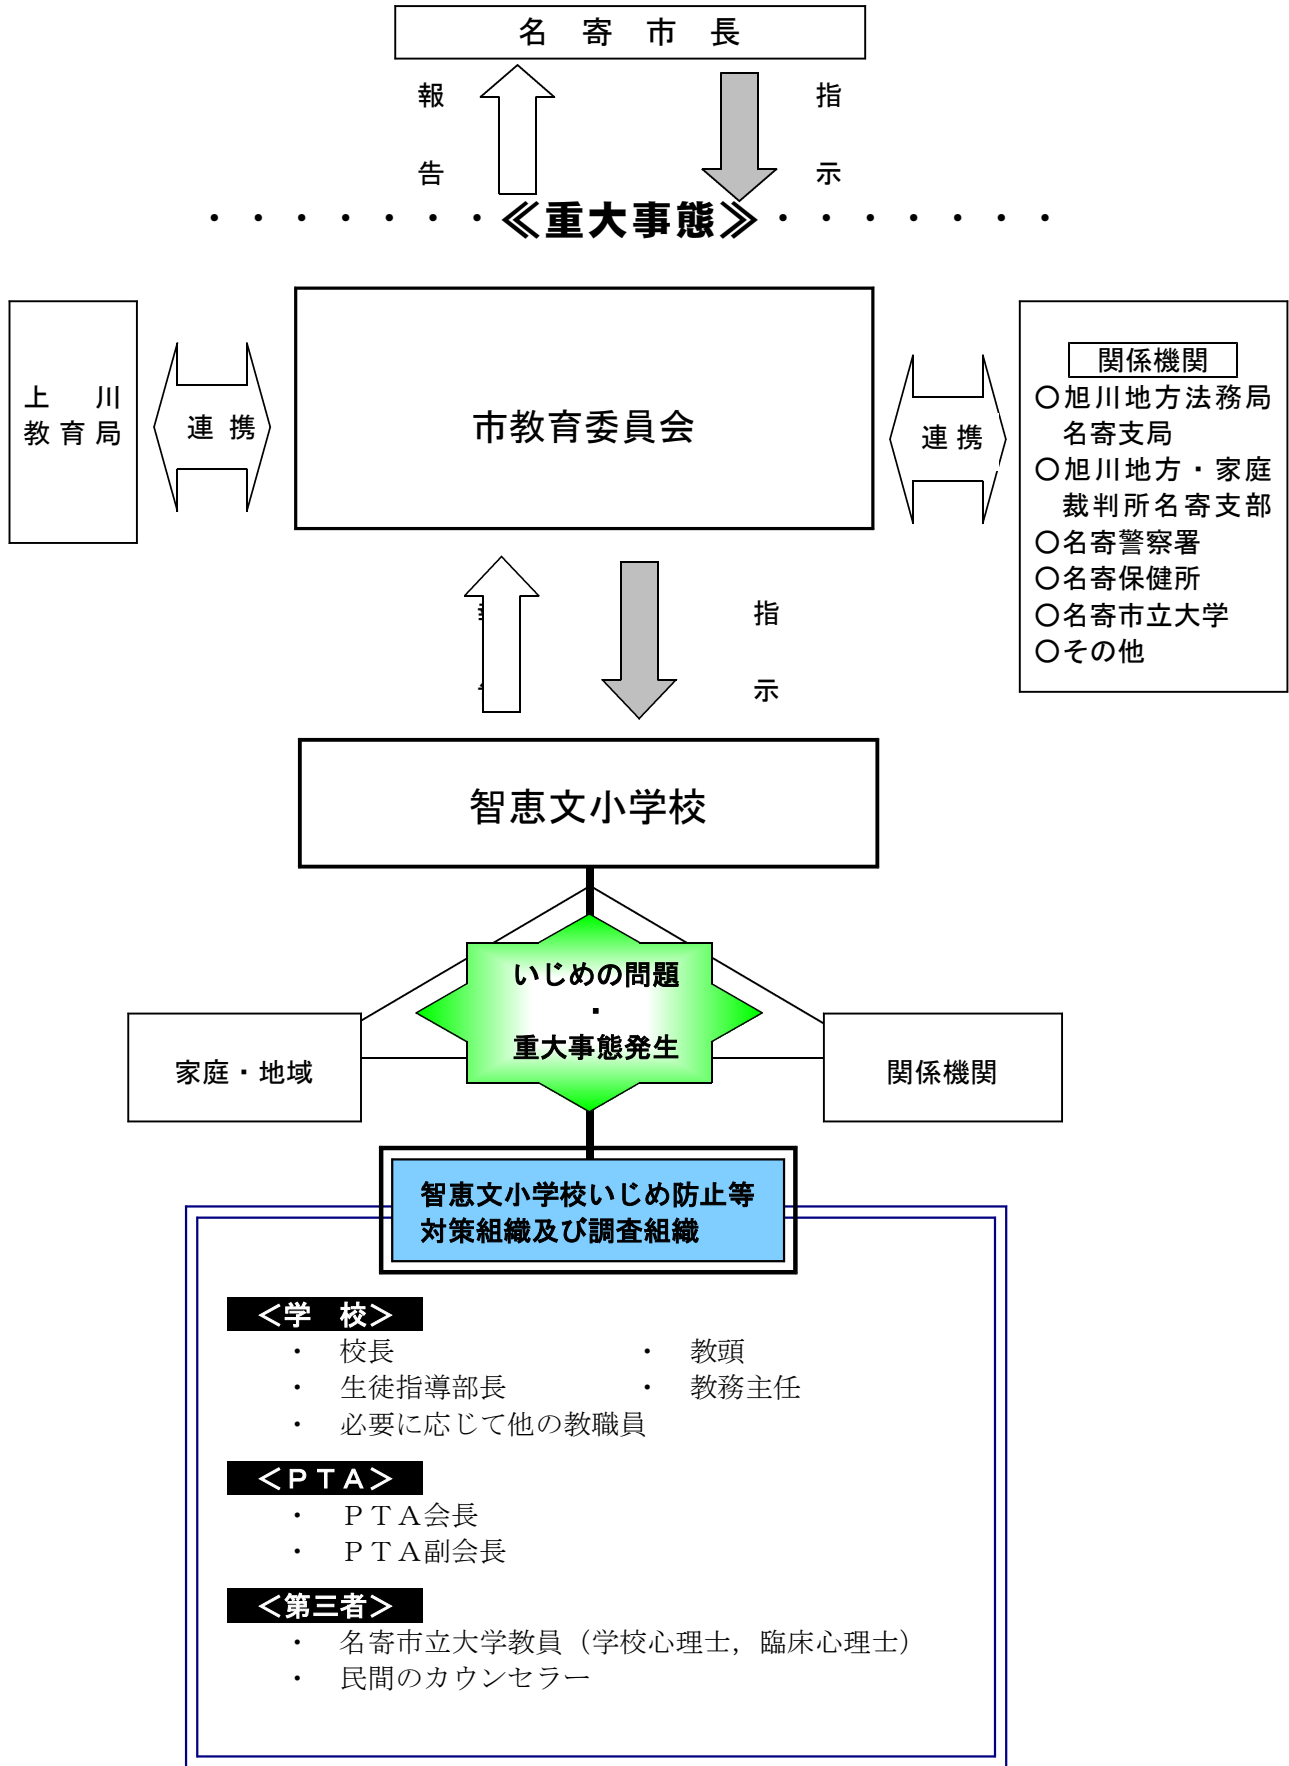 名　寄　市　長
報　指
告　示
・・・・・・・≪重大事態≫・・・・・・・
上　川
教育局
連携
市教育委員会
連携
関係機関
○旭川地方法務局
名寄支局
○旭川地方・家庭
裁判所名寄支部
○名寄警察署
○名寄保健所
○名寄市立大学
○その他
指
示
智恵文小学校
いじめの問題
・
重大事態発生
家庭・地域
関係機関
智恵文小学校いじめ防止等
対策組織及び調査組織
＜学　校＞
・　校長　　・　教頭
・　生徒指導部長　　・　教務主任
・　必要に応じて他の教職員
＜ＰＴＡ＞
・　ＰＴＡ会長
・　ＰＴＡ副会長
＜第三者＞
・　名寄市立大学教員（学校心理士，臨床心理士）
・　民間のカウンセラー